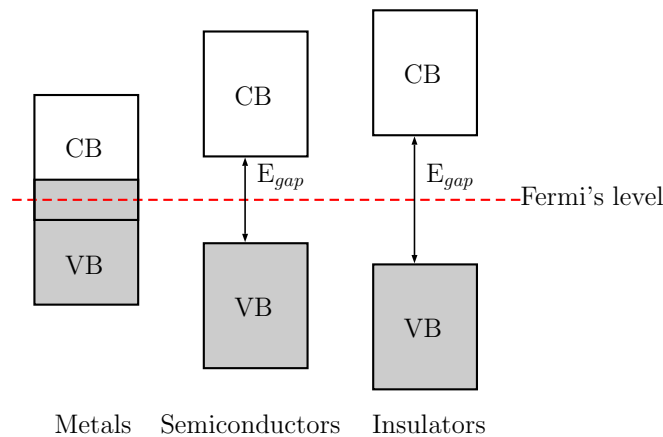 CB
CB
CB
E_gap
E_gap
Fermi's level
VB
VB
VB
Metals
Semiconductors
Insulators